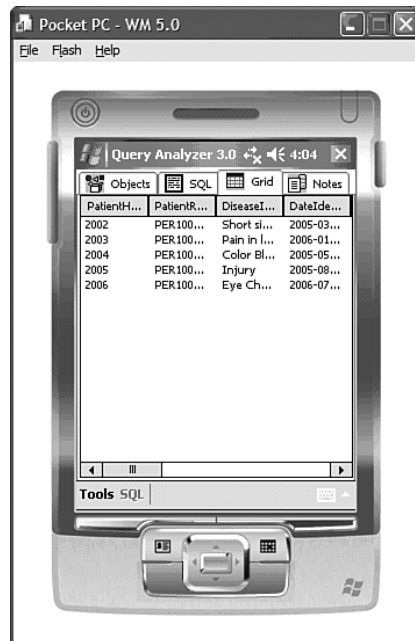 Pocket PC - WM 5.0
File Flash Help
Query Analyzer 3.0 4:04
Objects SQL Grid Notes
PatientH... PatientR... DiseaseI... DateIde...
2002 PER100... Short si... 2005-03...
2003 PER100... Pain in l... 2006-01...
2004 PER100... Color Bl... 2005-05...
2005 PER100... Injury 2005-08...
2006 PER100... Eye Ch... 2006-07...
Tools SQL